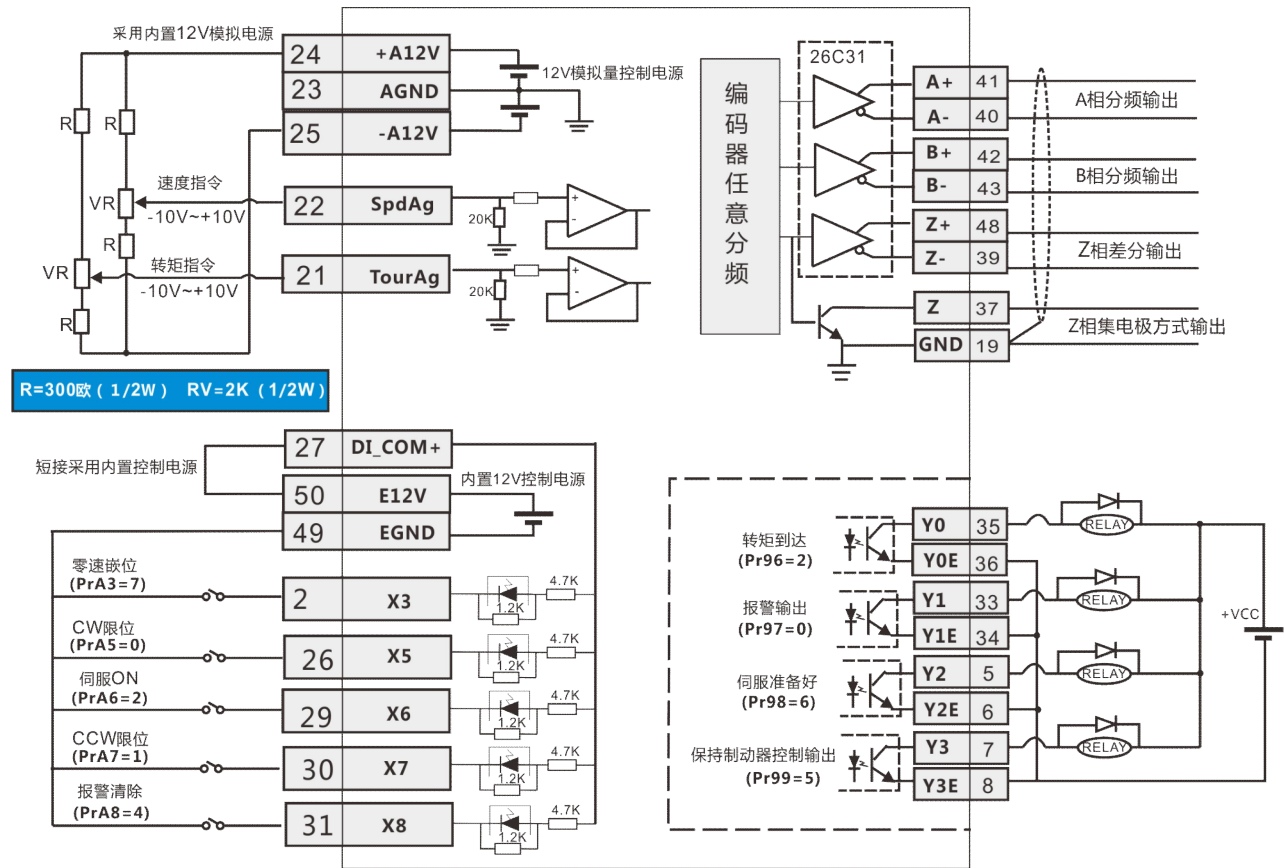 采用内置12V模拟电源
24 +A12V
23 AGND
25 -A12V
12V模拟量控制电源
R
R
速度指令
VR
-10V~+10V
22 SpdAg
20K
+
-
R
转矩指令
VR
-10V~+10V
21 TourAg
20K
+
-
R
R=300欧（1/2W） RV=2K（1/2W）
26C31
编码器任意分频
A+ 41
A- 40
A相分频输出
B+ 42
B- 43
B相分频输出
Z+ 48
Z- 39
Z相差分输出
Z 37
GND 19
Z相集电极方式输出
27 DI_COM+
短接采用内置控制电源
50 E12V
内置12V控制电源
49 EGND
零速嵌位
(PrA3=7)
2 X3
4.7K
1.2K
CW限位
(PrA5=0)
26 X5
4.7K
1.2K
伺服ON
(PrA6=2)
29 X6
4.7K
1.2K
CCW限位
(PrA7=1)
30 X7
4.7K
1.2K
报警清除
(PrA8=4)
31 X8
4.7K
1.2K
转矩到达
(Pr96=2)
Y0 35
Y0E 36
RELAY
报警输出
(Pr97=0)
Y1 33
Y1E 34
RELAY
+VCC
伺服准备好
(Pr98=6)
Y2 5
Y2E 6
RELAY
保持制动器控制输出
(Pr99=5)
Y3 7
Y3E 8
RELAY